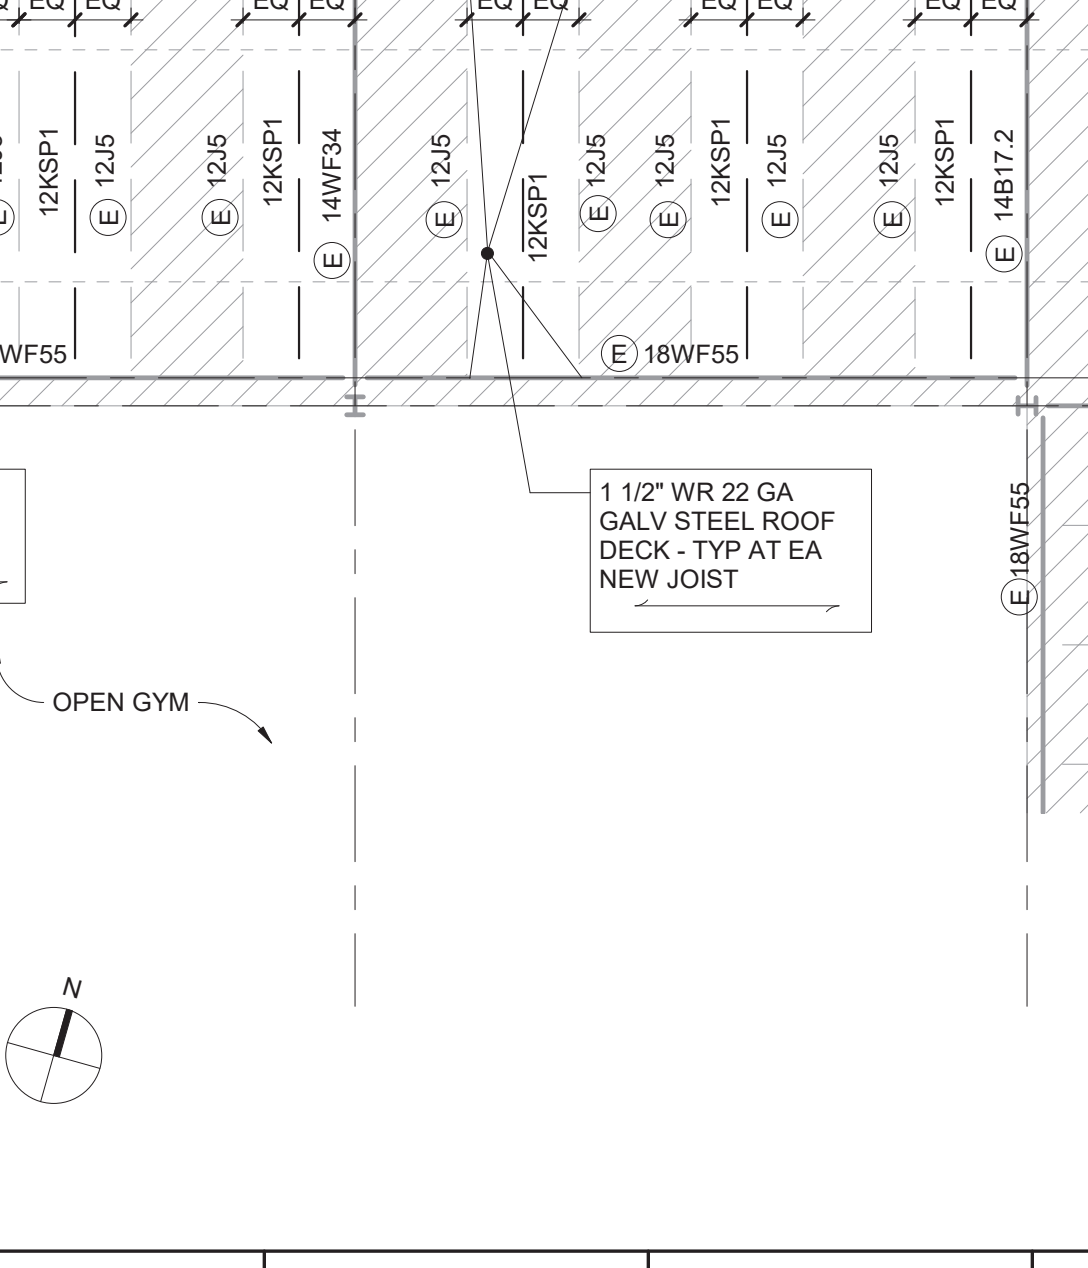 EQ EQ EQ EQ EQ EQ EQ EQ EQ EQ
12KSP1
E 12J5
E 12J5
12KSP1
E 14WF34
E 12J5
12KSP1
E 12J5
E 12J5
12KSP1
E 12J5
E 12J5
12KSP1
E 14B17.2
WF55
E 18WF55
1 1/2" WR 22 GA
GALV STEEL ROOF
DECK - TYP AT EA
NEW JOIST
E 18WF55
OPEN GYM
N